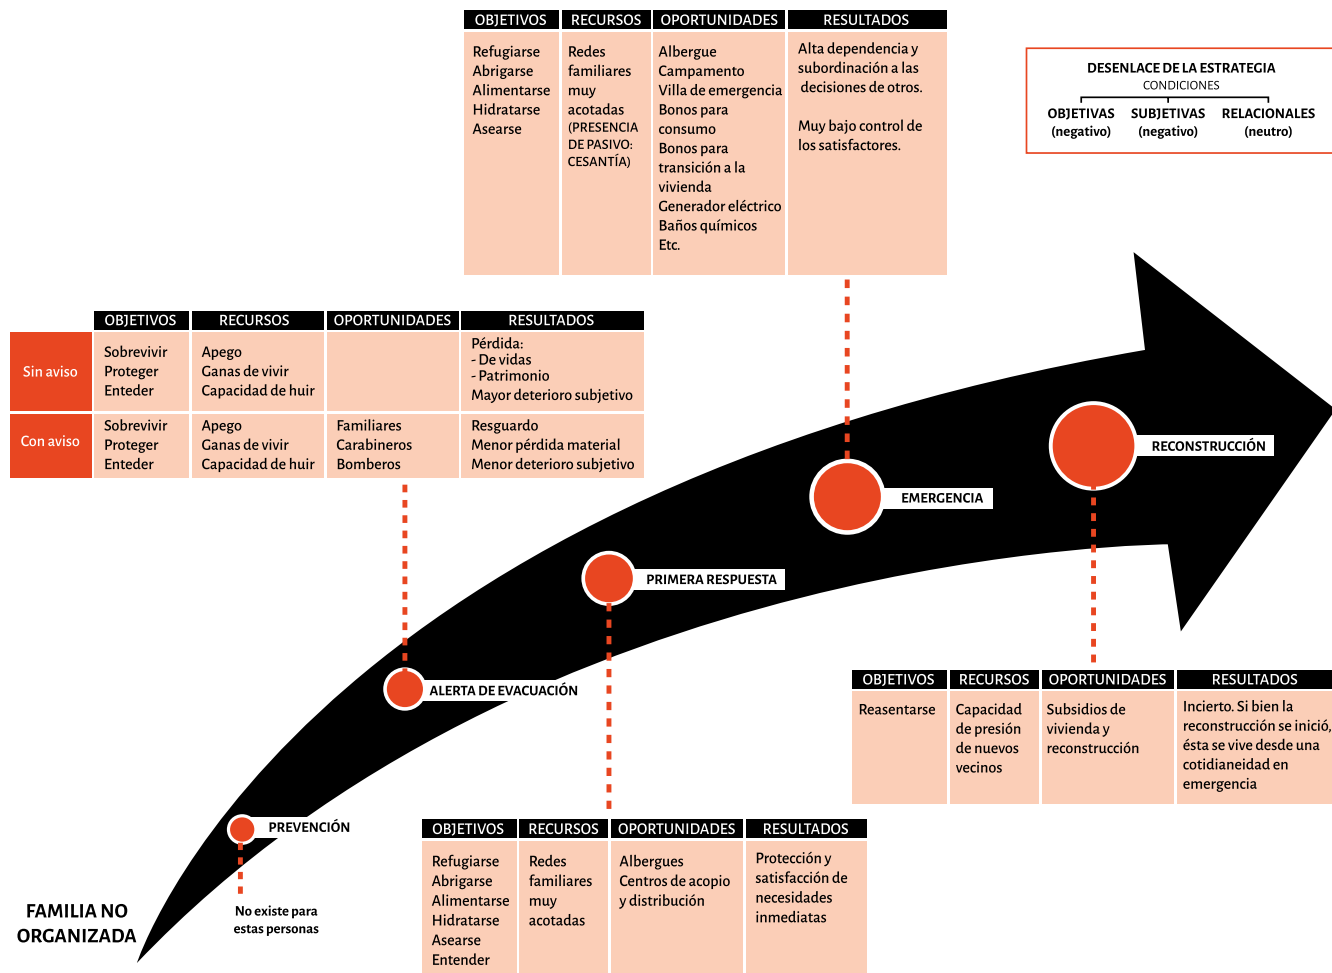 OBJETIVOS RECURSOS OPORTUNIDADES RESULTADOS
Refugiarse
Abrigarse
Alimentarse
Hidratarse
Asearse
Redes
familiares
muy
acotadas
(PRESENCIA
DE PASIVO:
CESANTÍA)
Albergue
Campamento
Villa de emergencia
Bonos para
consumo
Bonos para
transición a la
vivienda
Generador eléctrico
Baños químicos
Etc.
Alta dependencia y
subordinación a las
decisiones de otros.
Muy bajo control de
los satisfactores.
DESENLACE DE LA ESTRATEGIA
CONDICIONES
OBJETIVAS SUBJETIVAS RELACIONALES
(negativo) (negativo) (neutro)
OBJETIVOS RECURSOS OPORTUNIDADES RESULTADOS
Sin aviso
Sobrevivir
Proteger
Enteder
Apego
Ganas de vivir
Capacidad de huir
Pérdida:
- De vidas
- Patrimonio
Mayor deterioro subjetivo
Con aviso
Sobrevivir
Proteger
Enteder
Apego
Ganas de vivir
Capacidad de huir
Familiares
Carabineros
Bomberos
Resguardo
Menor pérdida material
Menor deterioro subjetivo
RECONSTRUCCIÓN
EMERGENCIA
PRIMERA RESPUESTA
ALERTA DE EVACUACIÓN
PREVENCIÓN
No existe para
estas personas
FAMILIA NO
ORGANIZADA
OBJETIVOS RECURSOS OPORTUNIDADES RESULTADOS
Reasentarse
Capacidad
de presión
de nuevos
vecinos
Subsidios de
vivienda y
reconstrucción
Incierto. Si bien la
reconstrucción se inició,
ésta se vive desde una
cotidianeidad en
emergencia
OBJETIVOS RECURSOS OPORTUNIDADES RESULTADOS
Refugiarse
Abrigarse
Alimentarse
Hidratarse
Asearse
Entender
Redes
familiares
muy
acotadas
Albergues
Centros de acopio
y distribución
Protección y
satisfacción de
necesidades
inmediatas